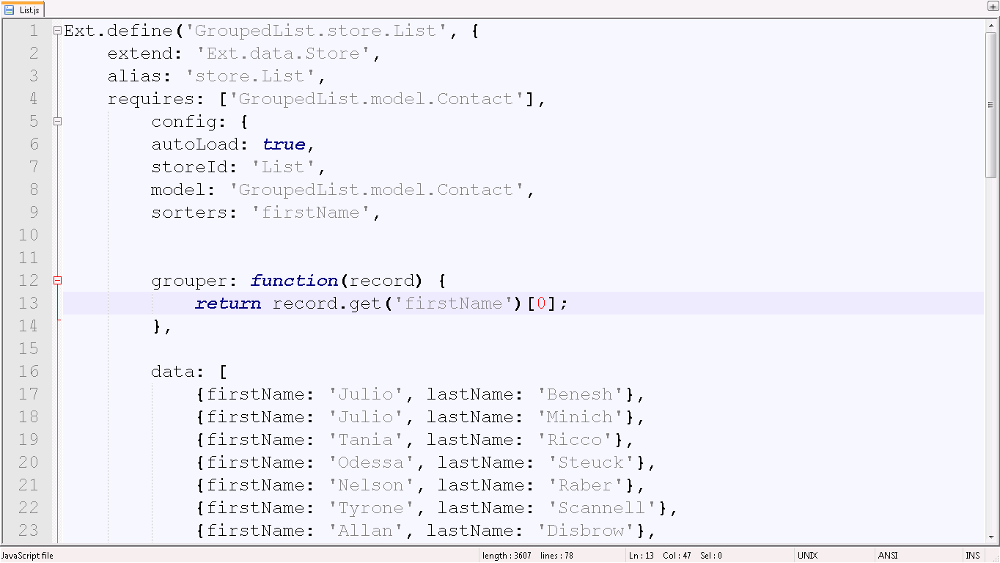 List.js
+
1 Ext.define('GroupedList.store.List', {
2 extend: 'Ext.data.Store',
3 alias: 'store.List',
4 requires: ['GroupedList.model.Contact'],
5 config: {
6 autoLoad: true,
7 storeId: 'List',
8 model: 'GroupedList.model.Contact',
9 sorters: 'firstName',
10
11
12 grouper: function(record) {
13 return record.get('firstName')[0];
14 },
15
16 data: [
17 {firstName: 'Julio', lastName: 'Benesh'},
18 {firstName: 'Julio', lastName: 'Minich'},
19 {firstName: 'Tania', lastName: 'Ricco'},
20 {firstName: 'Odessa', lastName: 'Steuck'},
21 {firstName: 'Nelson', lastName: 'Raber'},
22 {firstName: 'Tyrone', lastName: 'Scannell'},
23 {firstName: 'Allan', lastName: 'Disbrow'},
JavaScript file length : 3607 lines : 78 Ln : 13 Col : 47 Sel : 0 UNIX ANSI INS